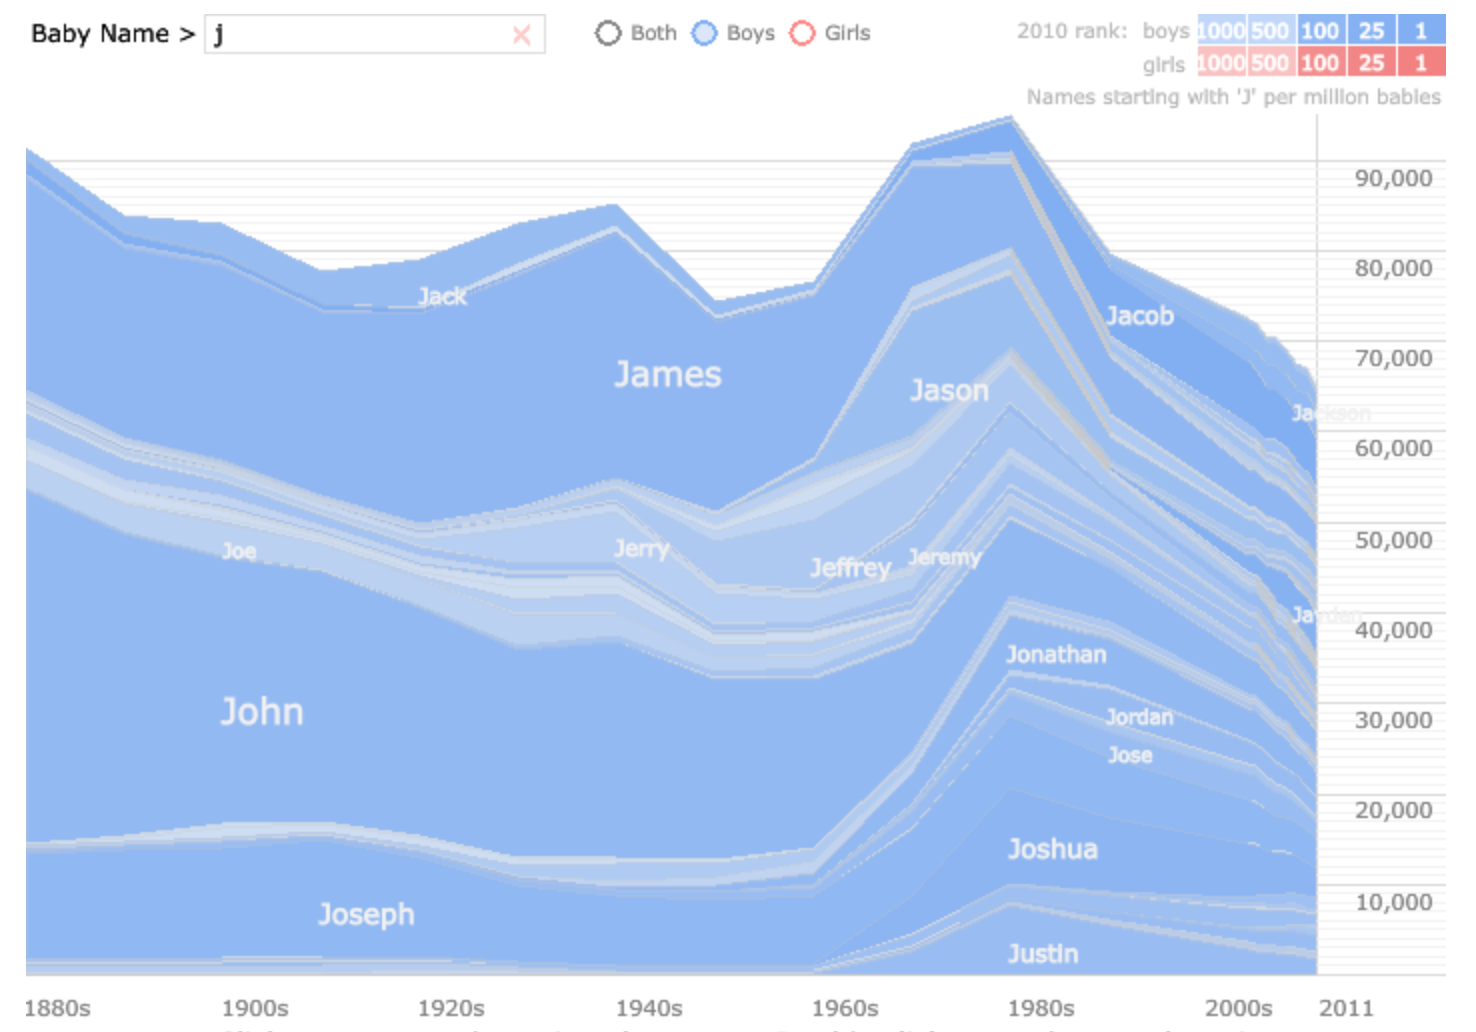 Baby Name > j
Both Boys Girls
2010 rank: boys 1000 500 100 25 1
girls 1000 500 100 25 1
Names starting with 'J' per million babies
90,000
80,000
70,000
60,000
50,000
40,000
30,000
20,000
10,000
Jack
Jacob
James
Jason
Jackson
Jerry
Joe
Jeffrey
Jeremy
Jayden
Jonathan
John
Jordan
Jose
Joshua
Joseph
Justin
1880s 1900s 1920s 1940s 1960s 1980s 2000s 2011